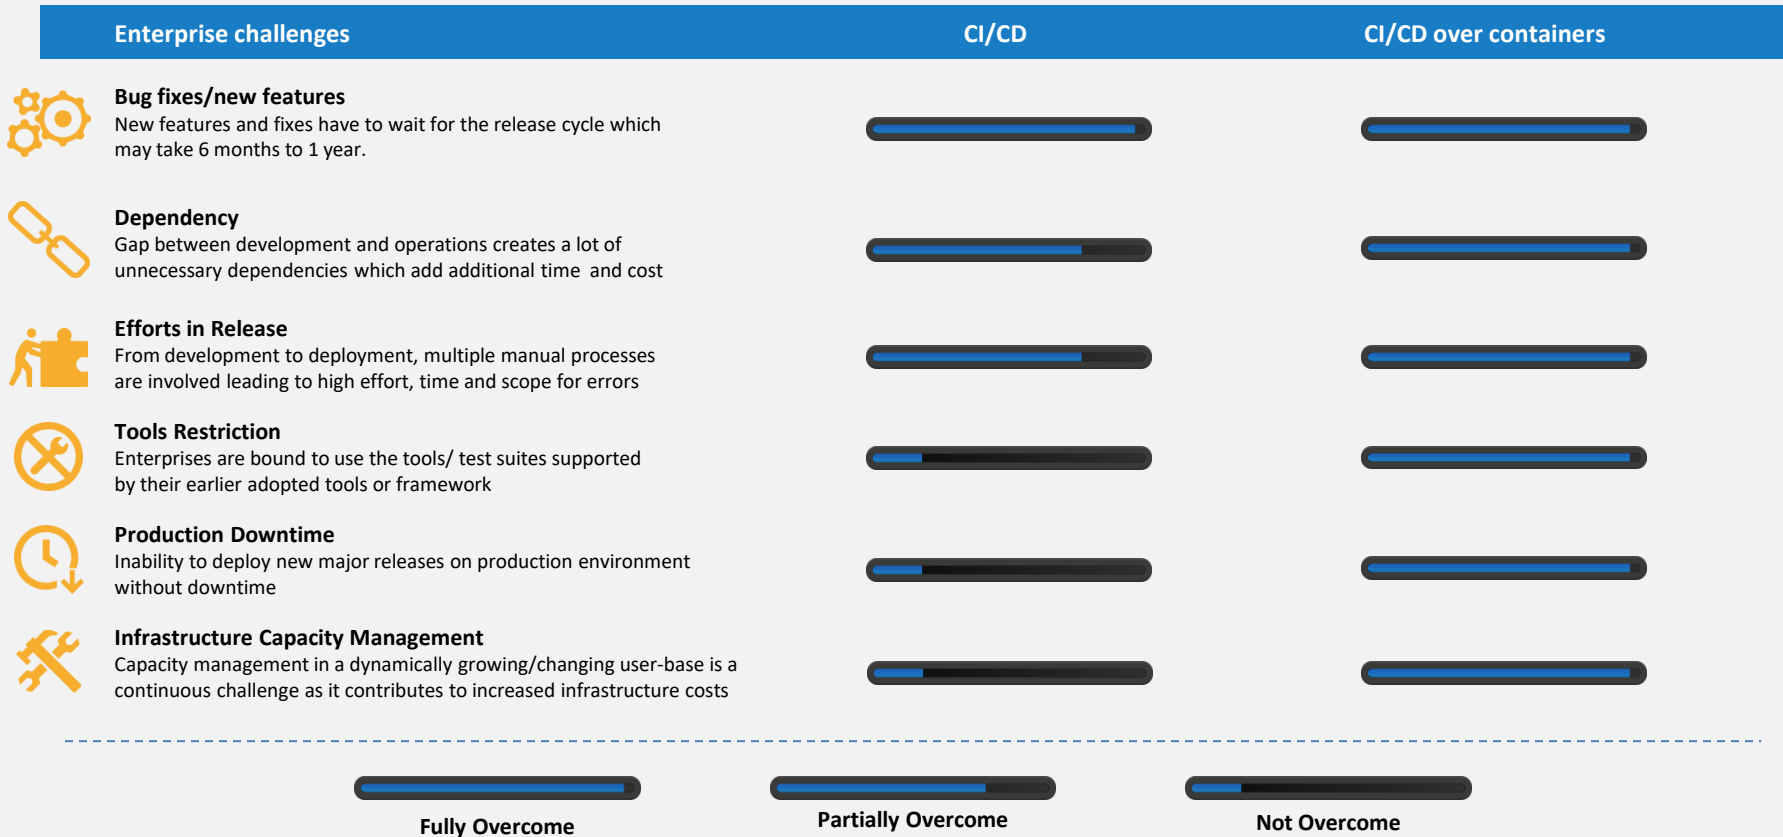 Enterprise challenges CI/CD CI/CD over containers
Bug fixes/new features
New features and fixes have to wait for the release cycle which
may take 6 months to 1 year.
Dependency
Gap between development and operations creates a lot of
unnecessary dependencies which add additional time and cost
Efforts in Release
From development to deployment, multiple manual processes
are involved leading to high effort, time and scope for errors
Tools Restriction
Enterprises are bound to use the tools/ test suites supported
by their earlier adopted tools or framework
Production Downtime
Inability to deploy new major releases on production environment
without downtime
Infrastructure Capacity Management
Capacity management in a dynamically growing/changing user-base is a
continuous challenge as it contributes to increased infrastructure costs
Fully Overcome Partially Overcome Not Overcome